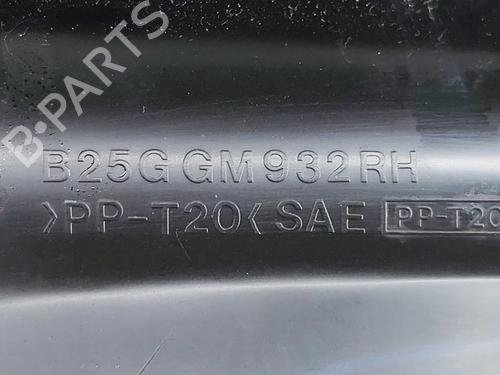 B-PARTS
B25G GM932RH
>PP-T20< SAE PP-T20